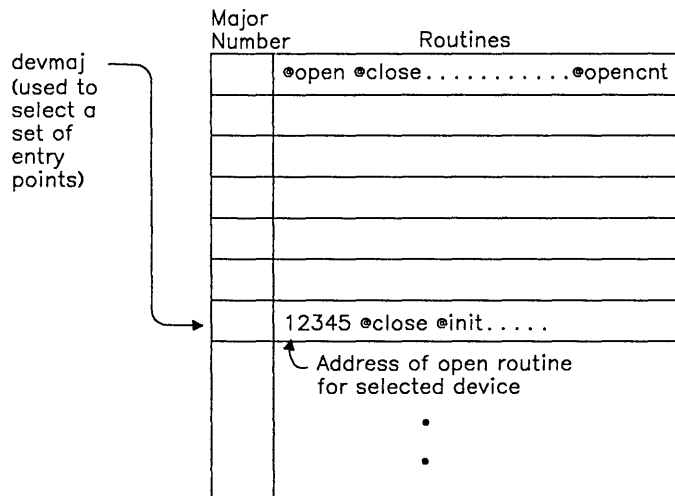 Major
Number
Routines
devmaj
(used to
select a
set of
entry
points)
@open @close...........@opencnt
12345 @close @init.....
Address of open routine
for selected device